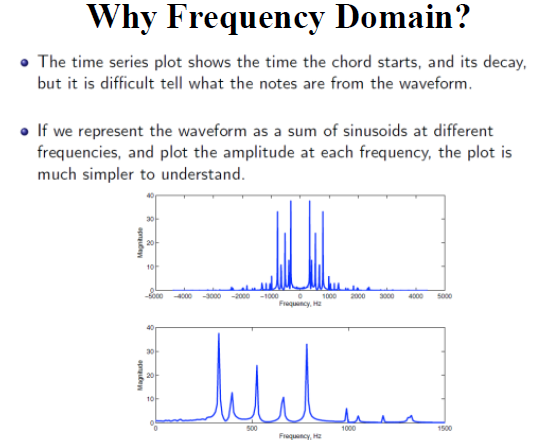 Why Frequency Domain?
The time series plot shows the time the chord starts, and its decay,
but it is difficult tell what the notes are from the waveform.
If we represent the waveform as a sum of sinusoids at different
frequencies, and plot the amplitude at each frequency, the plot is
much simpler to understand.
40
30
20
10
0
Magnitude
-5000 -4000 -3000 -2000 -1000 0 1000 2000 3000 4000 5000
Frequency, Hz
40
30
20
10
0
Magnitude
0 500 1000 1500
Frequency, Hz